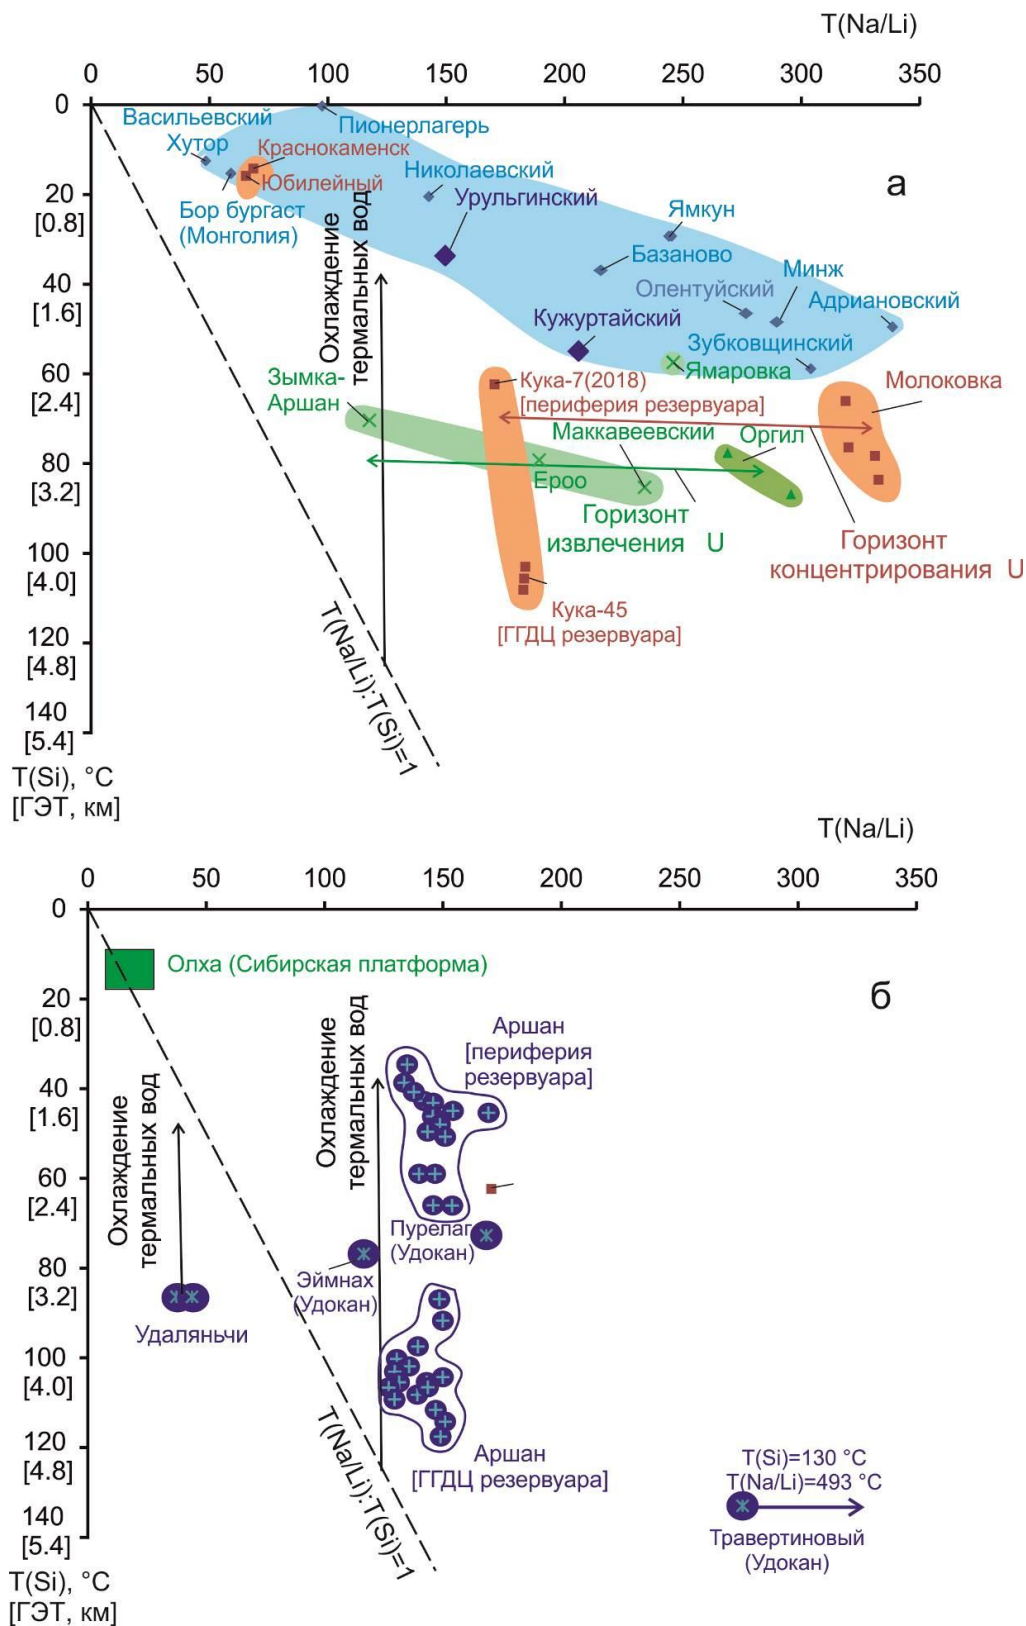 T(Na/Li)
0 50 100 150 200 250 300 350
0
Васильевский
Пионерлагерь
Хутор
Краснокаменск
Николаевский
а
Юбилейный
20
[0.8]
Урульгинский
Бор бургаст
(Монголия)
Ямкун
Базаново
Минж
40
[1.6]
Олентуйский
Адриановский
Охлаждение
термальных вод
Кужуртайский
Зубковщинский
60
[2.4]
Зымка-
Аршан
Кука-7(2018)
[периферия резервуара]
Ямаровка
Молоковка
Маккавеевский
Оргил
80
[3.2]
Ероо
Горизонт
извлечения U
Горизонт
концентрирования U
100
[4.0]
Кука-45
[ГГДЦ резервуара]
120
[4.8]
T(Na/Li):T(Si)=1
140
[5.4]
T(Si), °C
[ГЭТ, км]
T(Na/Li)
0 50 100 150 200 250 300 350
0
Олха (Сибирская платформа)
б
20
[0.8]
Охлаждение
термальных вод
Аршан
[периферия
резервуара]
40
[1.6]
Охлаждение
термальных вод
60
[2.4]
Пурелаг
(Удокан)
80
[3.2]
Эймнах
(Удокан)
Удаляньчи
100
[4.0]
120
[4.8]
T(Na/Li):T(Si)=1
Аршан
[ГГДЦ резервуара]
T(Si)=130 °C
T(Na/Li)=493 °C
Травертиновый
(Удокан)
140
[5.4]
T(Si), °C
[ГЭТ, км]